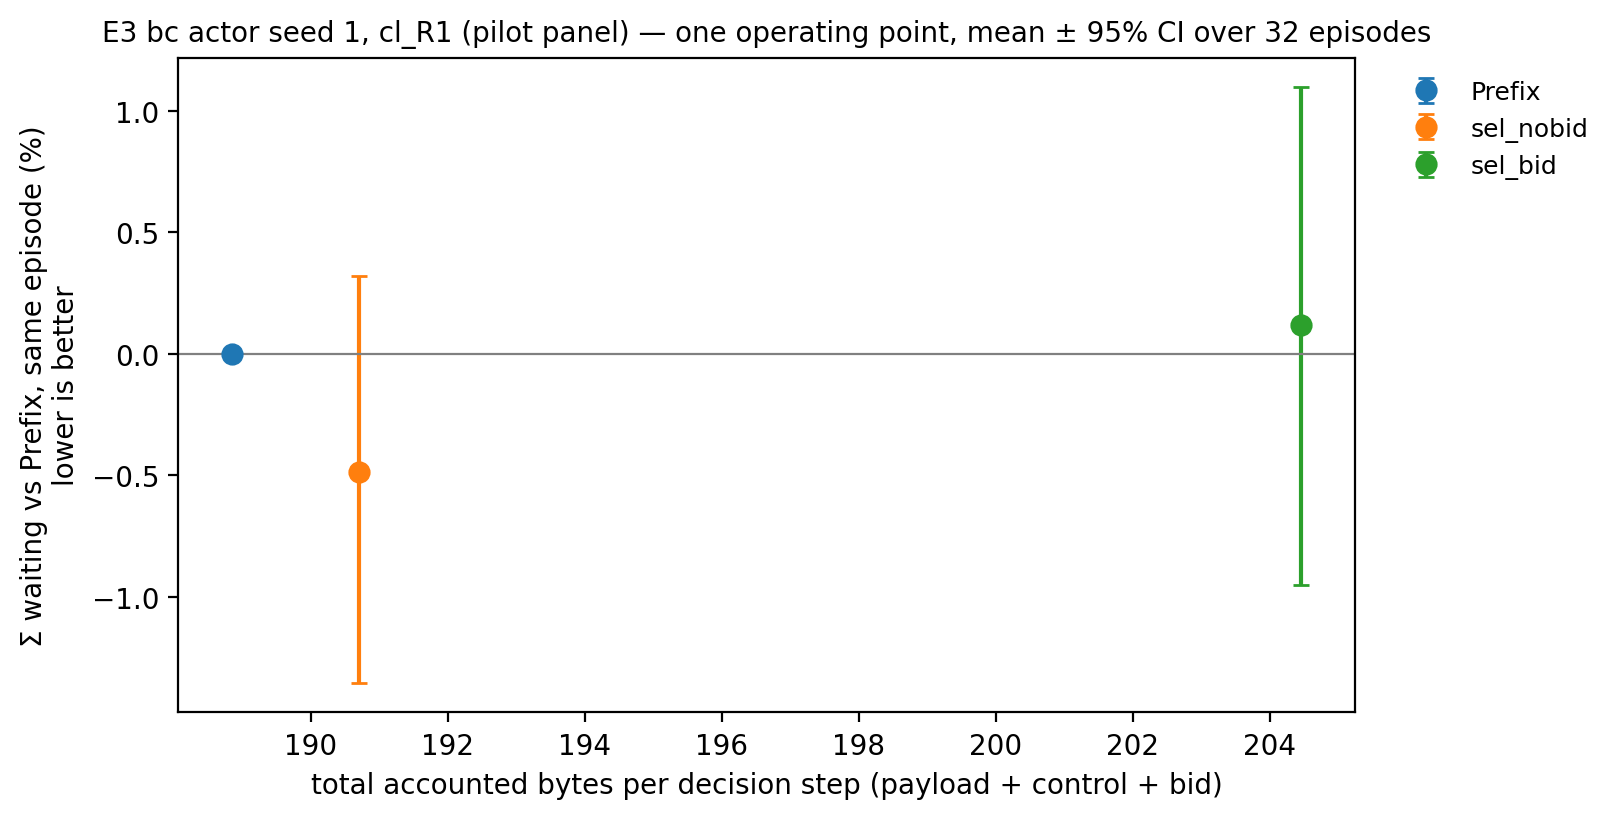 E3 bc actor seed 1, cl_R1 (pilot panel) — one operating point, mean ± 95% CI over 32 episodes
Σ waiting vs Prefix, same episode (%)
lower is better
1.0
0.5
0.0
−0.5
−1.0
190 192 194 196 198 200 202 204
total accounted bytes per decision step (payload + control + bid)
Prefix
sel_nobid
sel_bid